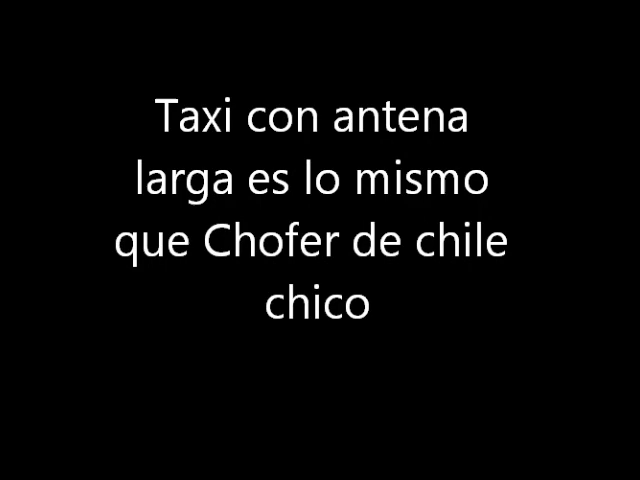 Taxi con antena
larga es lo mismo
que Chofer de chile
chico